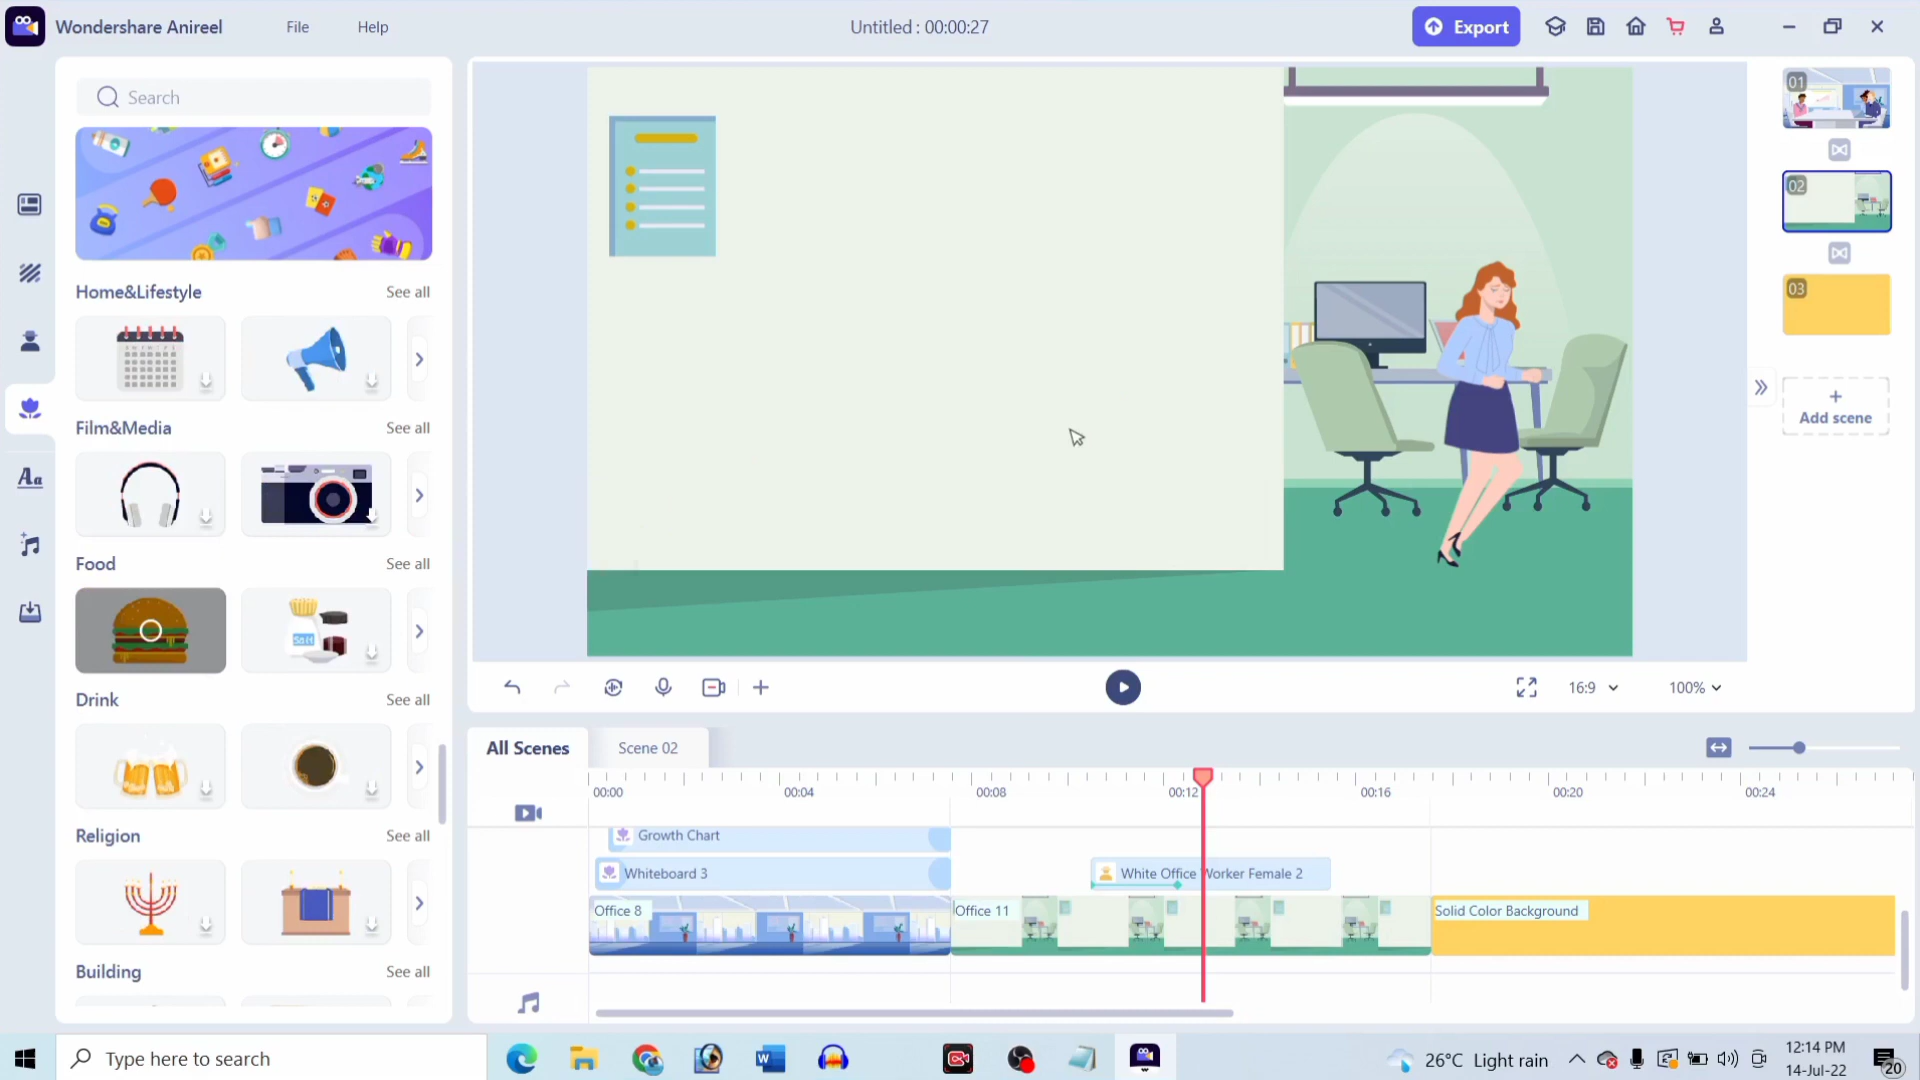 Wondershare Anireel
File
Help
Untitled : 00:00:27
Export
Search
Home&Lifestyle
See all
Film&Media
See all
Food
See all
Salt
Drink
See all
Religion
See all
Building
See all
01
02
03
+
Add scene
16:9
100%
All Scenes
Scene 02
00:00
00:04
00:08
00:12
00:16
00:20
00:24
Growth Chart
Whiteboard 3
White Office Worker Female 2
Office 8
Office 11
Solid Color Background
Type here to search
26°C Light rain
12:14 PM
14-Jul-22
20